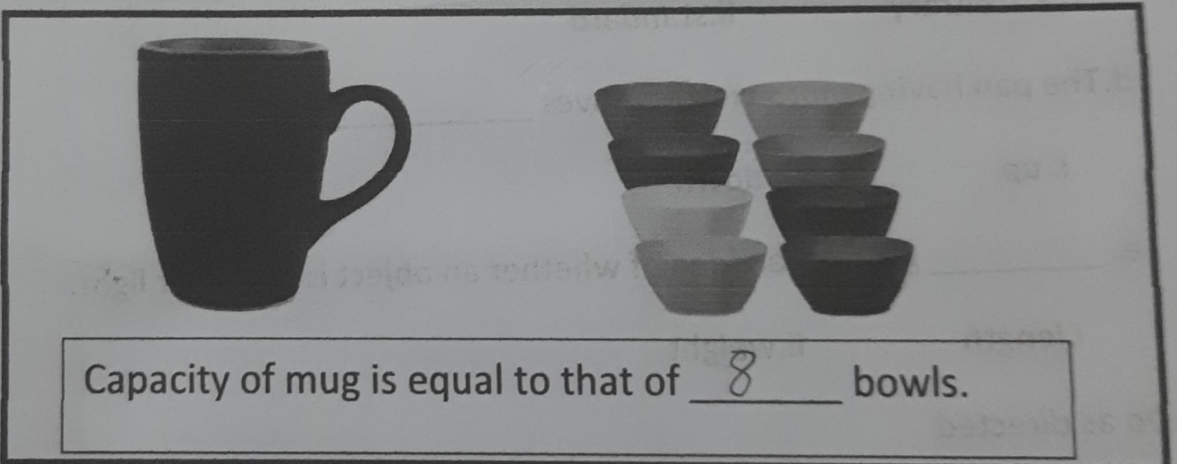 Capacity of mug is equal to that of 8 bowls.